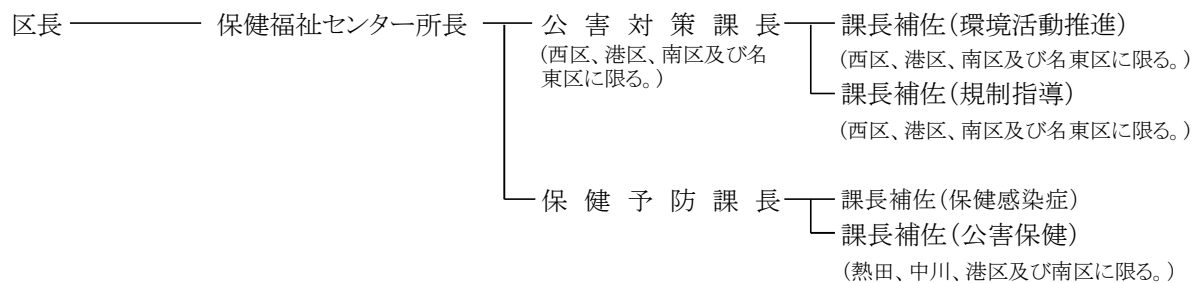 区長 保健福祉センター所長 公害対策課長 課長補佐(環境活動推進)
(西区、港区、南区及び名
東区に限る。)
(西区、港区、南区及び名東区に限る。)
課長補佐(規制指導)
(西区、港区、南区及び名東区に限る。)
保健予防課長 課長補佐(保健感染症)
課長補佐(公害保健)
(熱田、中川、港区及び南区に限る。)